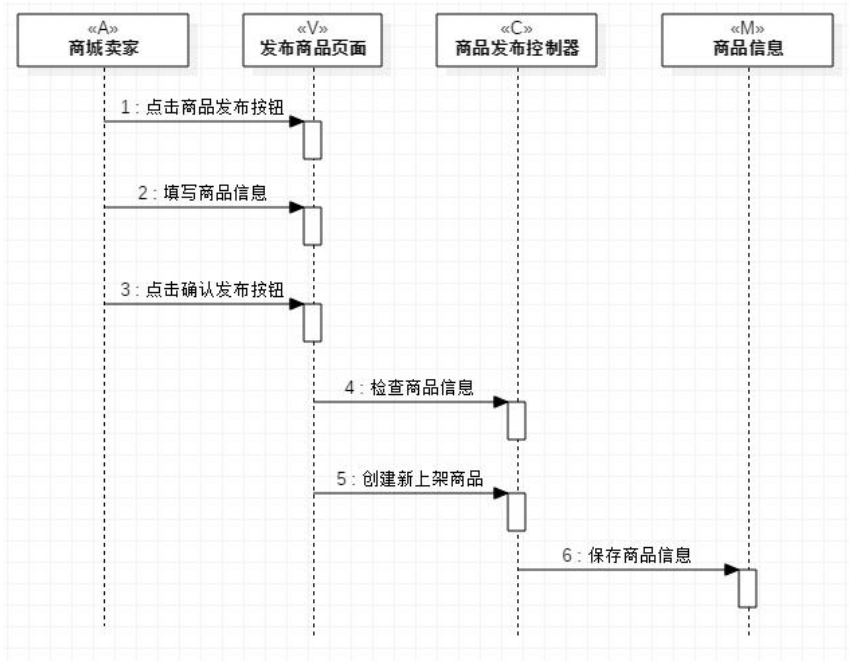 «A»
商城卖家
«V»
发布商品页面
«C»
商品发布控制器
«M»
商品信息
1 : 点击商品发布按钮
2 : 填写商品信息
3 : 点击确认发布按钮
4 : 检查商品信息
5 : 创建新上架商品
6 : 保存商品信息